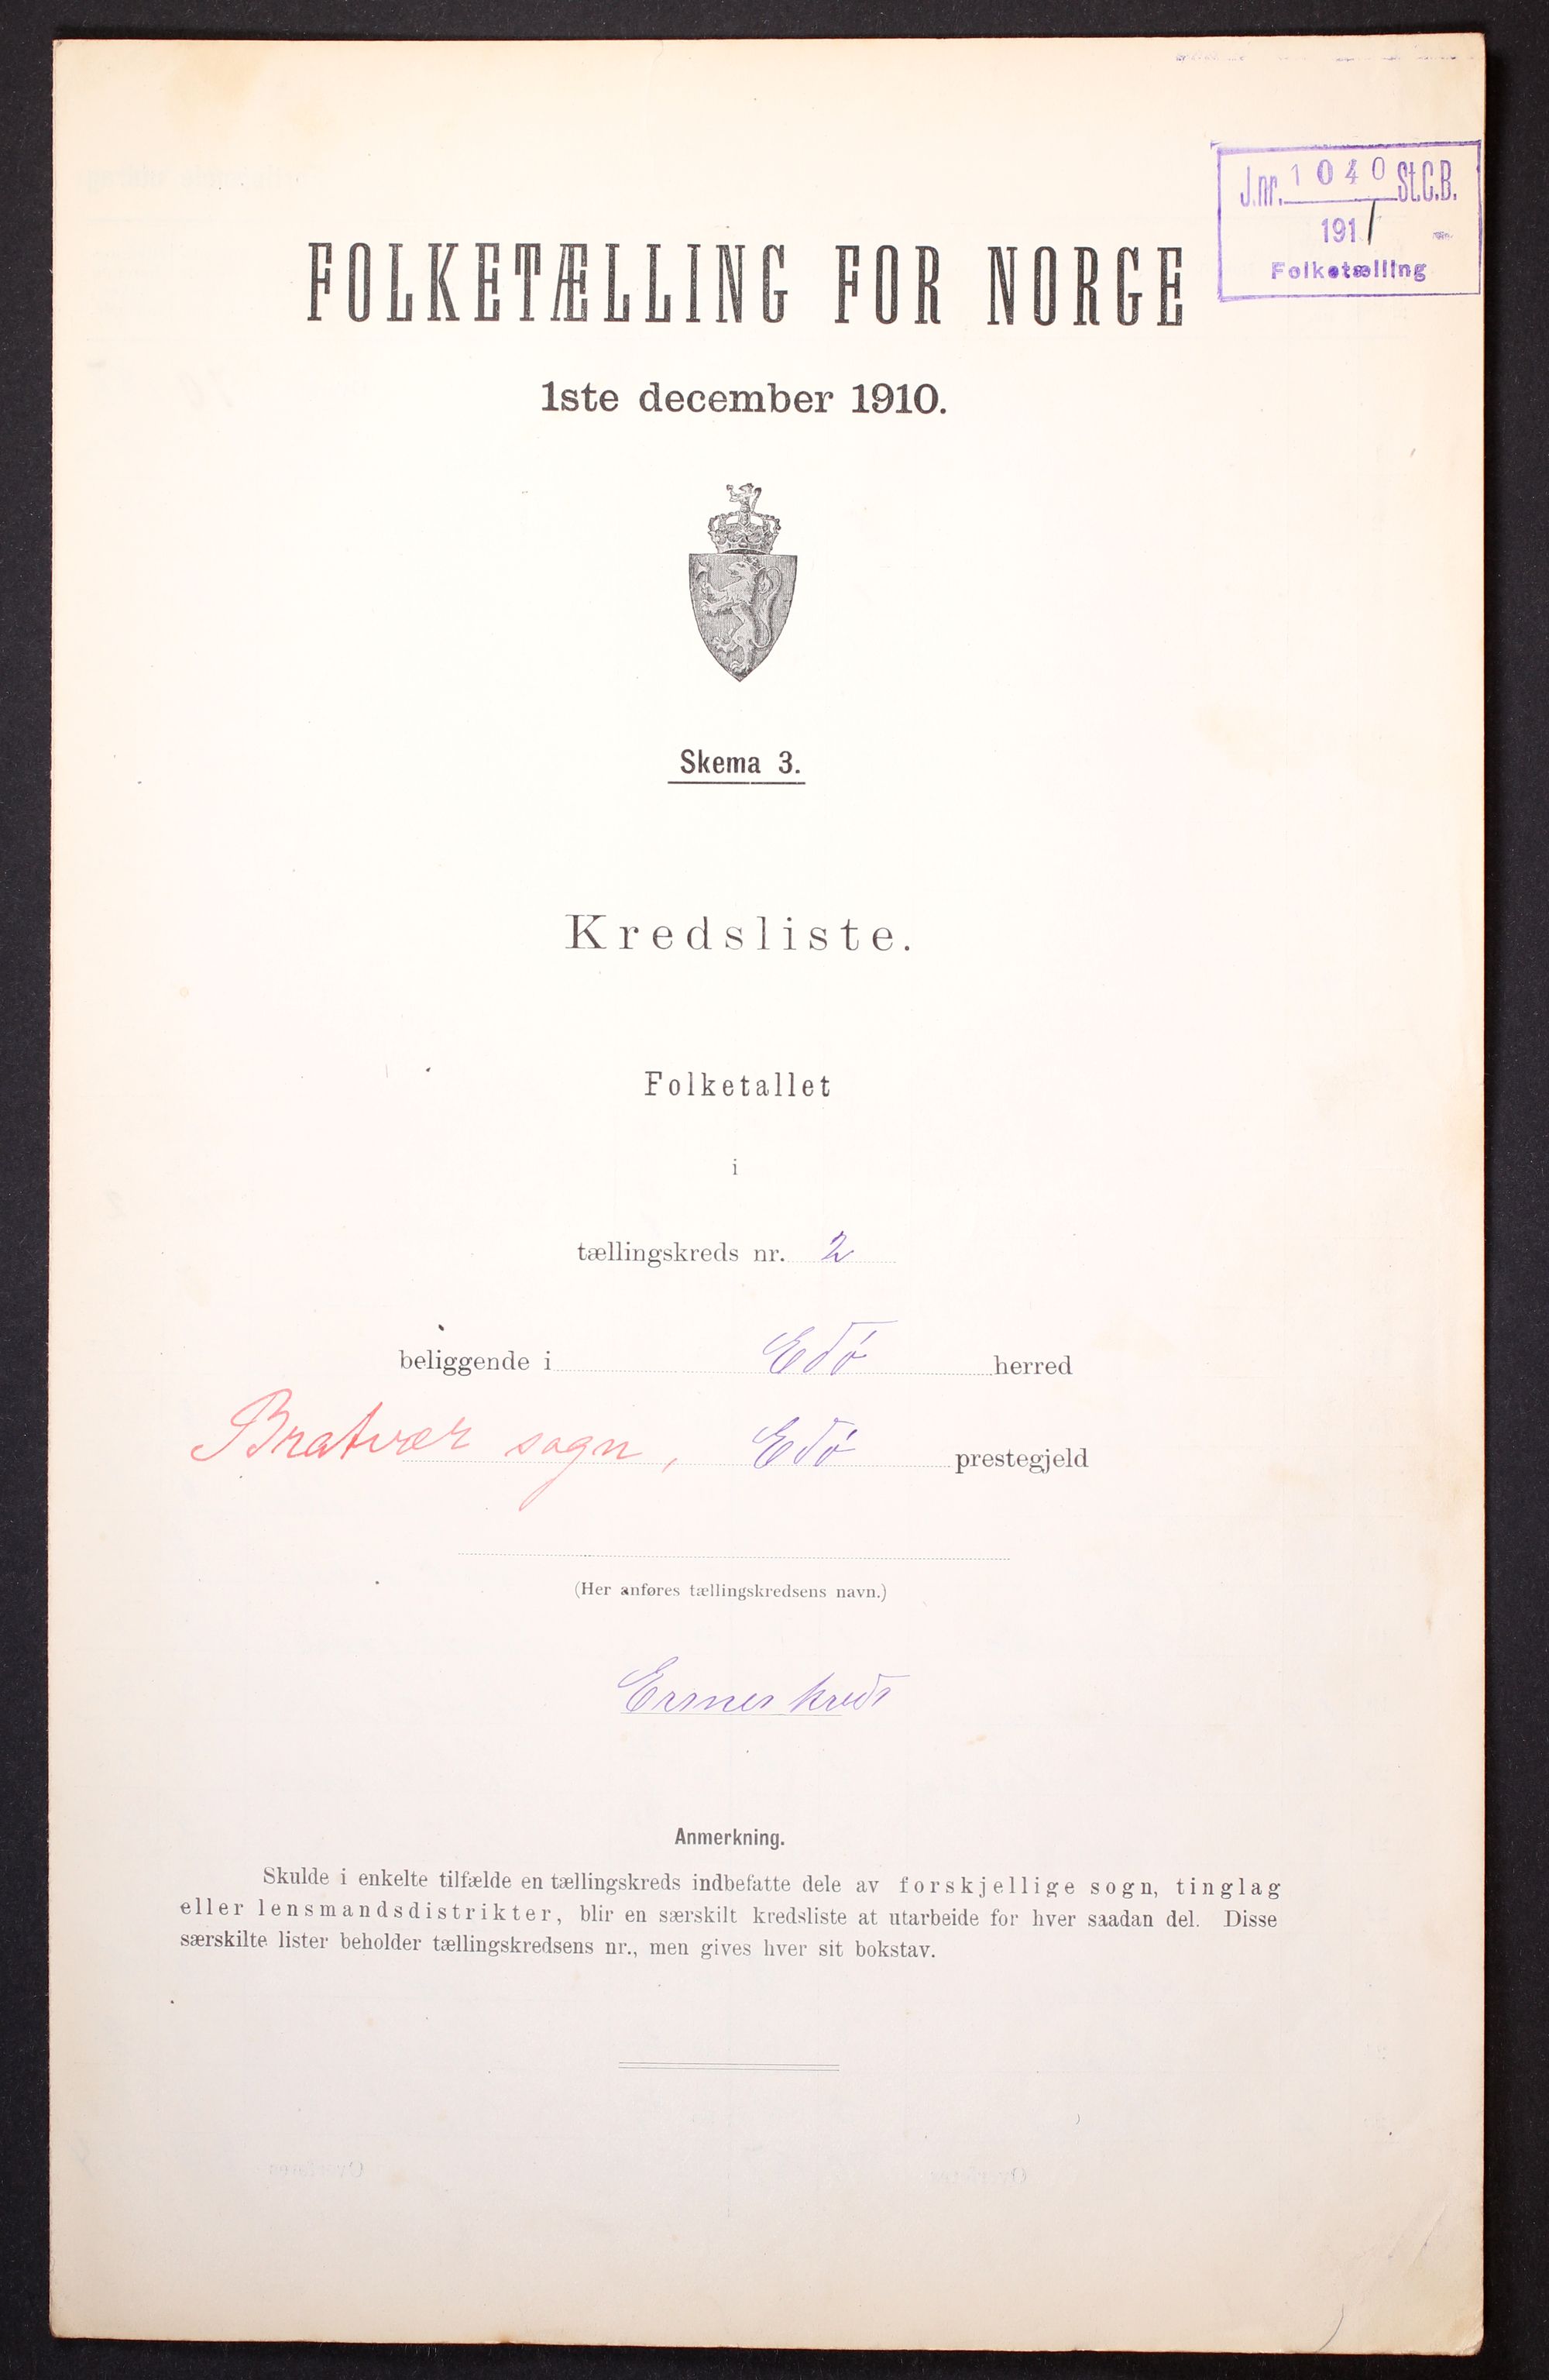 J.nr. 1040 St.C.B.
1911
Folketælling
FOLKETÆLLING FOR NORGE
1ste december 1910.
Skema 3.
Kredsliste.
Folketallet
i
tællingskreds nr. 2
beliggende i Edø herred
Bratvær sogn, Edø prestegjeld
(Her anføres tællingskredsens navn.)
kreds
Anmerkning.
Skulde i enkelte tilfælde en tællingskreds indbefatte dele av forskjellige sogn, tinglag
eller lensmandsdistrikter, blir en særskilt kredsliste at utarbeide for hver saadan del. Disse
særskilte lister beholder tællingskredsens nr., men gives hver sit bokstav.